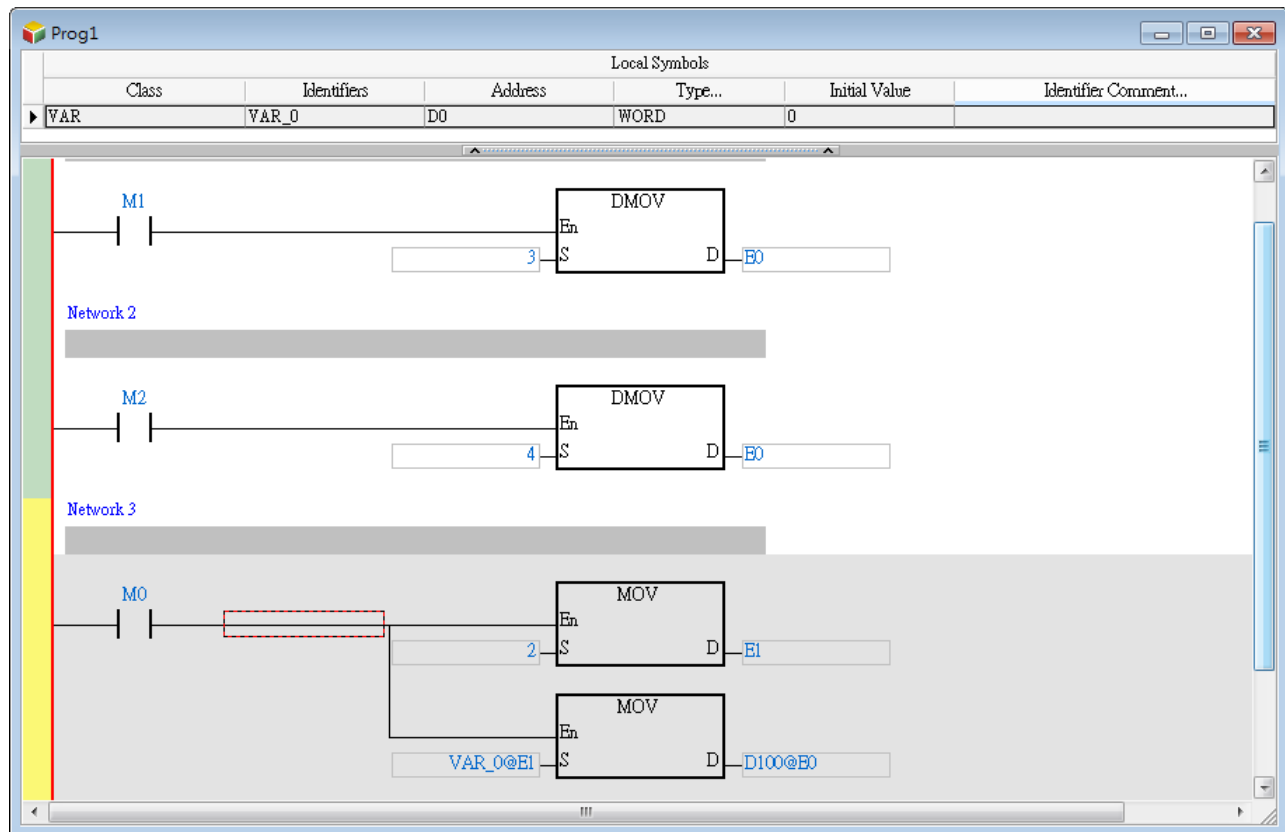 Prog1
Local Symbols
Class Identifiers Address Type... Initial Value Identifier Comment...
VAR VAR_0 D0 WORD 0
M1 DMOV
En
3 S D E0
Network 2
M2 DMOV
En
4 S D E0
Network 3
M0 MOV
En
2 S D E1
MOV
En
VAR_0@E1 S D D100@E0